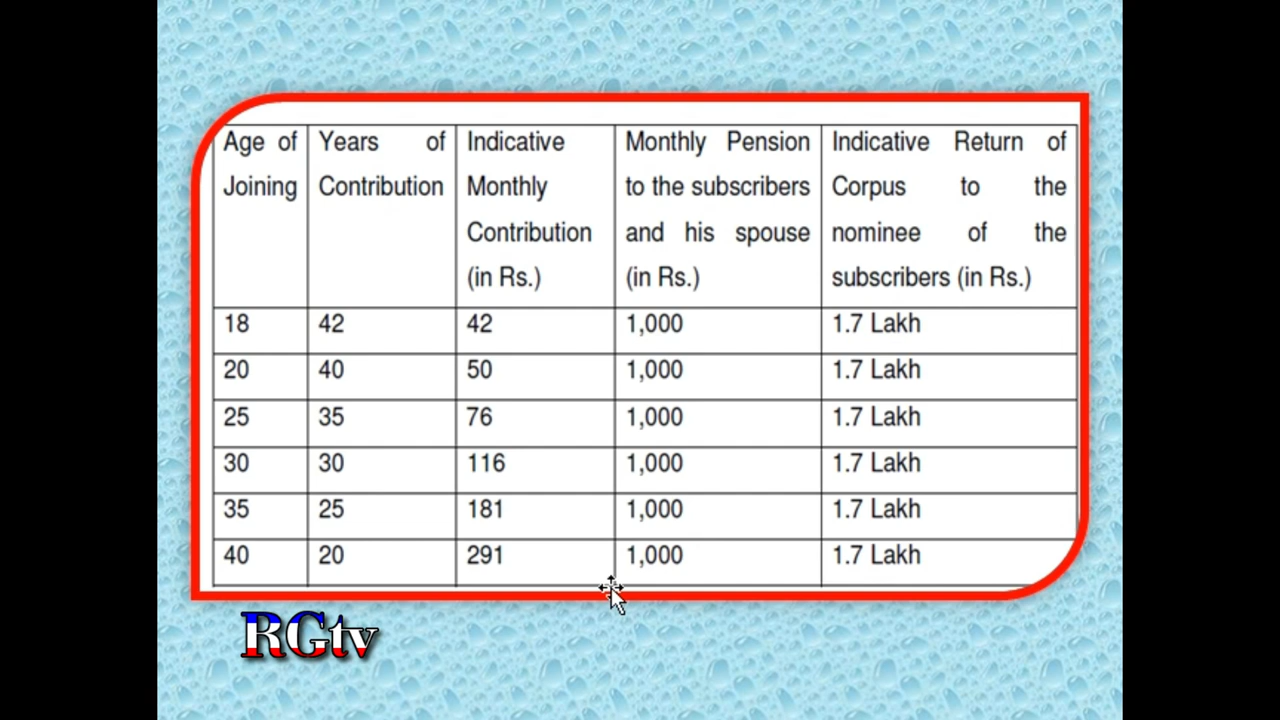 Age of Joining | Years of Contribution | Indicative Monthly Contribution (in Rs.) | Monthly Pension to the subscribers and his spouse (in Rs.) | Indicative Return of Corpus to the nominee of the subscribers (in Rs.)
18 | 42 | 42 | 1,000 | 1.7 Lakh
20 | 40 | 50 | 1,000 | 1.7 Lakh
25 | 35 | 76 | 1,000 | 1.7 Lakh
30 | 30 | 116 | 1,000 | 1.7 Lakh
35 | 25 | 181 | 1,000 | 1.7 Lakh
40 | 20 | 291 | 1,000 | 1.7 Lakh
RGtv